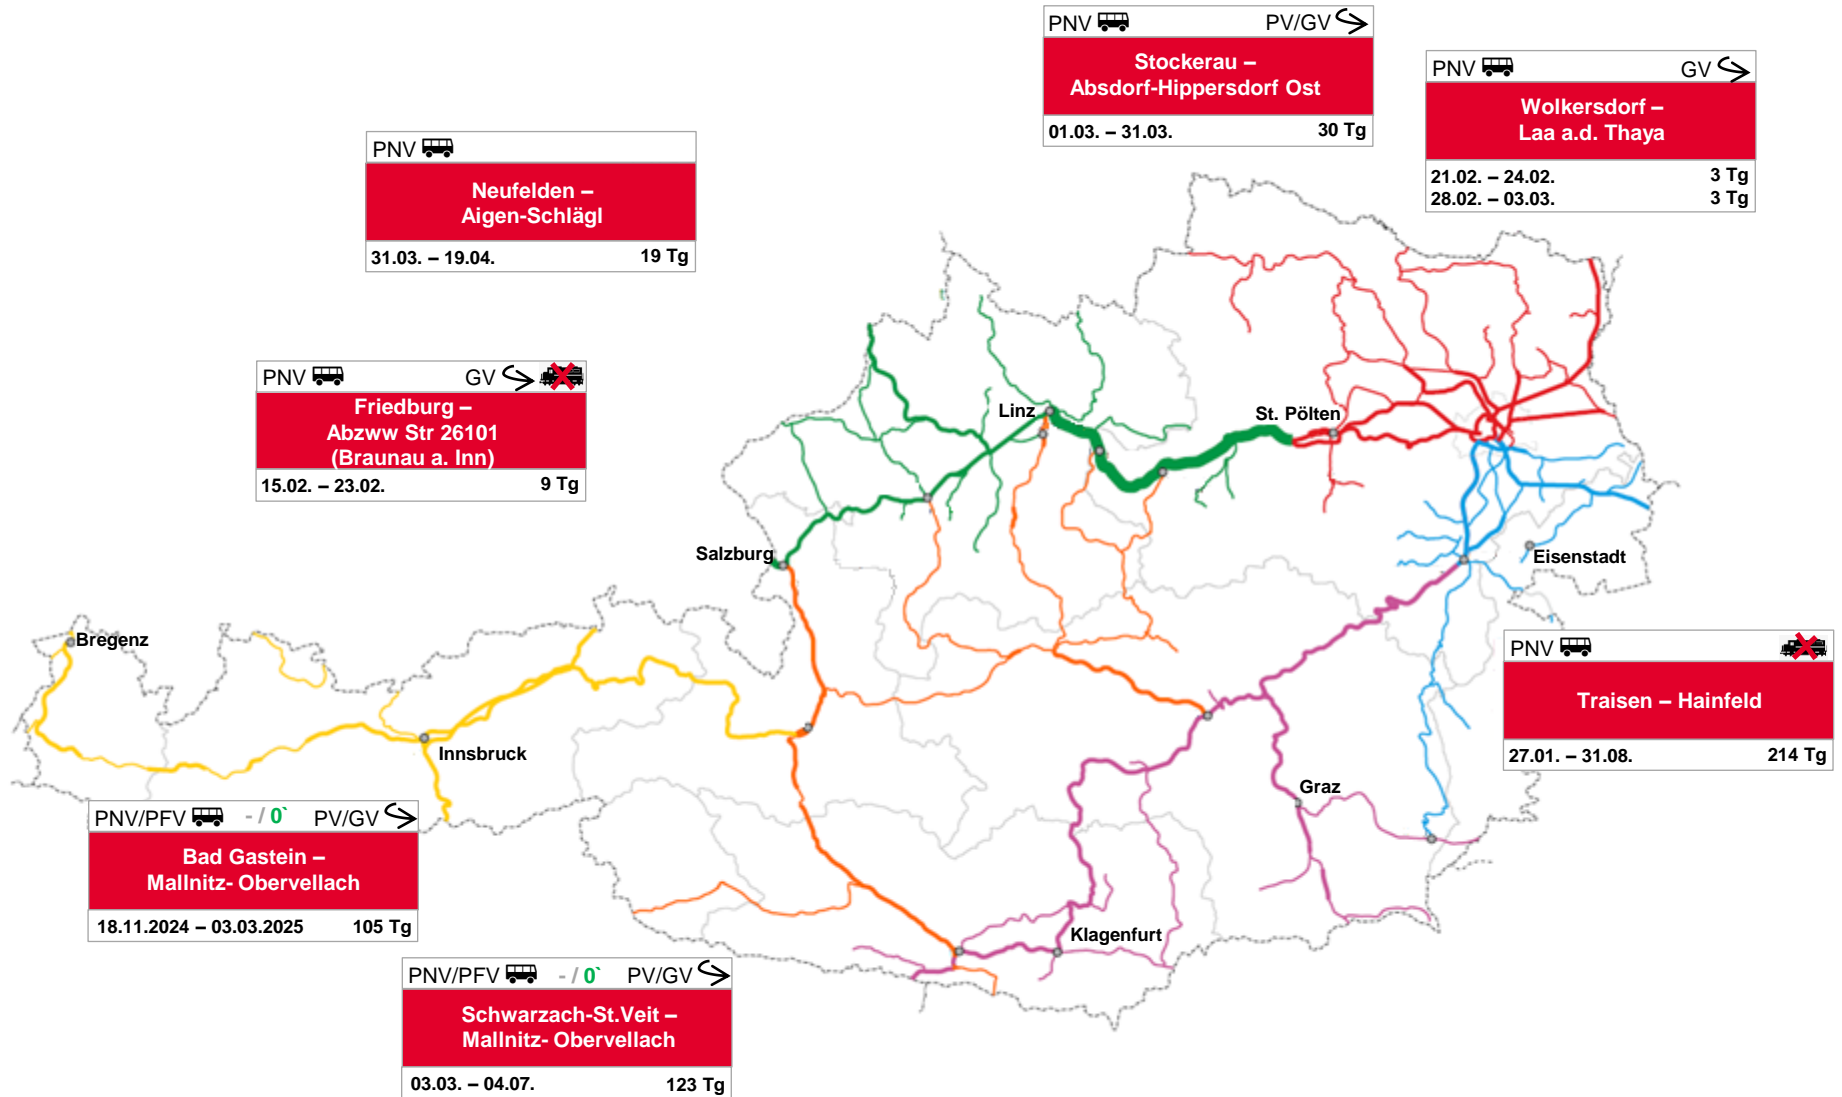 PNV PV/GV
Stockerau –
Absdorf-Hippersdorf Ost
01.03. – 31.03. 30 Tg
PNV GV
Wolkersdorf –
Laa a.d. Thaya
21.02. – 24.02. 3 Tg
28.02. – 03.03. 3 Tg
PNV
Neufelden –
Aigen-Schlägl
31.03. – 19.04. 19 Tg
PNV GV
Friedburg –
Abzww Str 26101
(Braunau a. Inn)
15.02. – 23.02. 9 Tg
Linz
St. Pölten
Salzburg
Eisenstadt
Bregenz
Innsbruck
Graz
Klagenfurt
PNV
Traisen – Hainfeld
27.01. – 31.08. 214 Tg
PNV/PFV - / 0` PV/GV
Bad Gastein –
Mallnitz- Obervellach
18.11.2024 – 03.03.2025 105 Tg
PNV/PFV - / 0` PV/GV
Schwarzach-St.Veit –
Mallnitz- Obervellach
03.03. – 04.07. 123 Tg